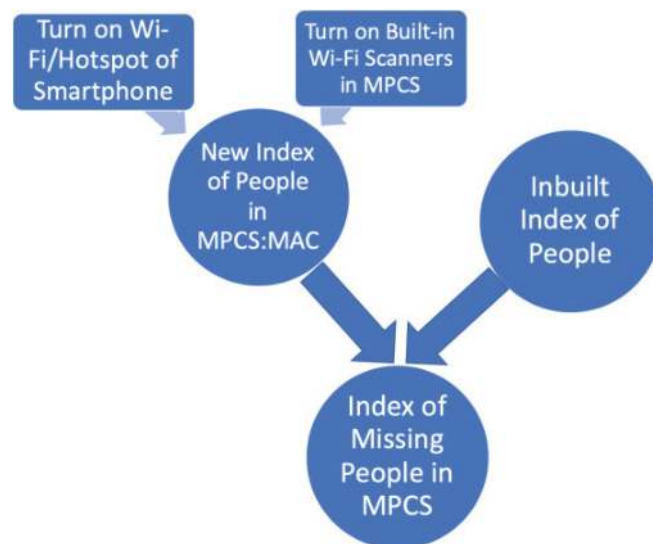 Turn on Wi-
Fi/Hotspot of
Smartphone
Turn on Built-in
Wi-Fi Scanners
in MPCS
New Index
of People
in
MPCS:MAC
Inbuilt
Index of
People
Index of
Missing
People in
MPCS